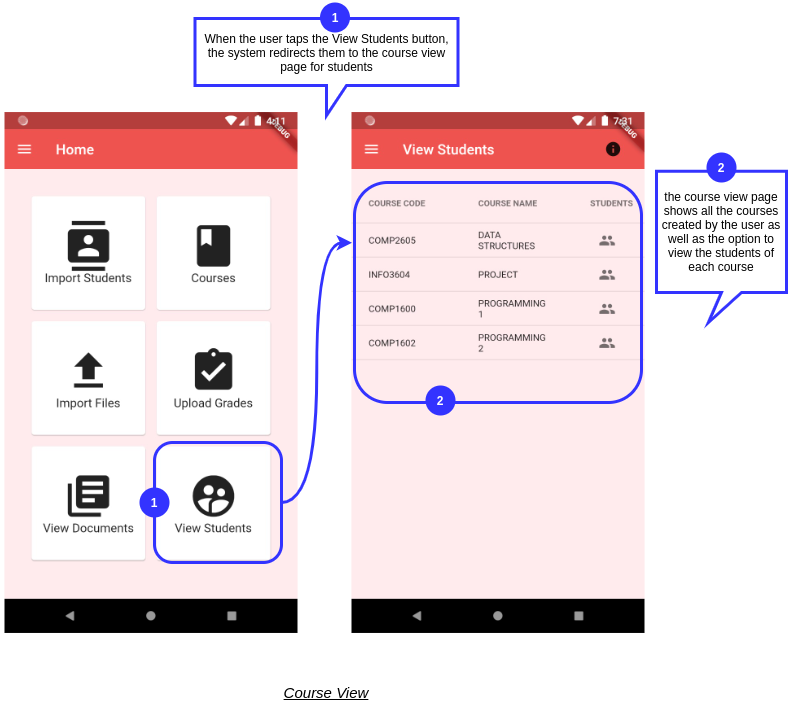 1
When the user taps the View Students button,
the system redirects them to the course view
page for students
4:11
DEBUG
Home
Import Students
Courses
Import Files
Upload Grades
View Documents
1
View Students
7:31
DEBUG
View Students
COURSE CODE COURSE NAME STUDENTS
COMP2605 DATA
STRUCTURES
INFO3604 PROJECT
COMP1600 PROGRAMMING
1
COMP1602 PROGRAMMING
2
2
2
the course view page
shows all the courses
created by the user as
well as the option to
view the students of
each course
Course View